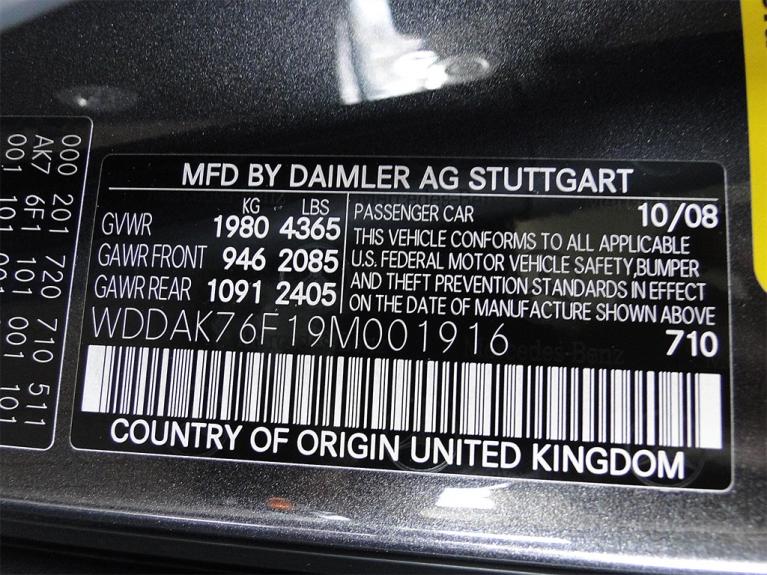 000 201 720 710 511
AK7 6F1 101 001 101
MFD BY DAIMLER AG STUTTGART
KG LBS
GVWR 1980 4365
GAWR FRONT 946 2085
GAWR REAR 1091 2405
PASSENGER CAR 10/08
THIS VEHICLE CONFORMS TO ALL APPLICABLE
U.S. FEDERAL MOTOR VEHICLE SAFETY,BUMPER
AND THEFT PREVENTION STANDARDS IN EFFECT
ON THE DATE OF MANUFACTURE SHOWN ABOVE
WDDAK76F19M001916
710
COUNTRY OF ORIGIN UNITED KINGDOM